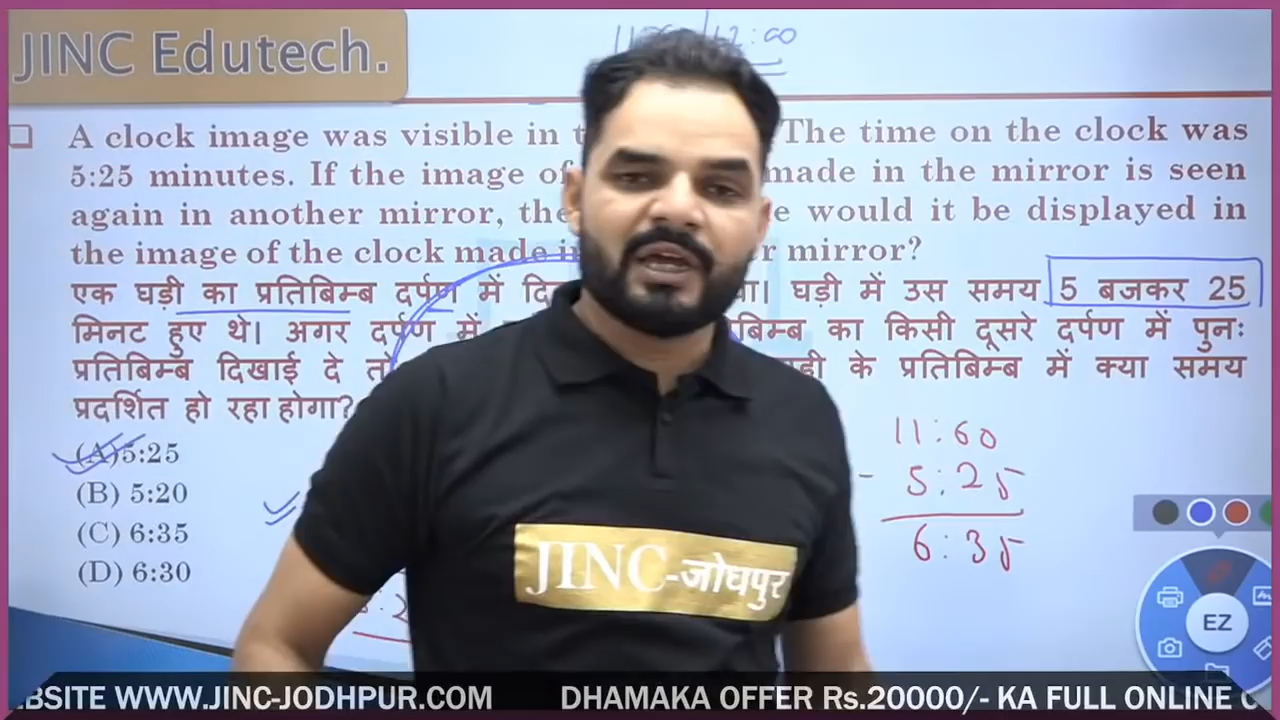 JINC Edutech.
12:00
A clock image was visible in The time on the clock was
5:25 minutes. If the image of made in the mirror is seen
again in another mirror, would it be displayed in
the image of the clock made mirror?
एक घड़ी का प्रतिबिम्ब दर्पण में घड़ी में उस समय 5 बजकर 25
मिनट हुए थे। अगर दर्पण में का किसी दूसरे दर्पण में पुनः
प्रतिबिम्ब दिखाई दे तो के प्रतिबिम्ब में क्या समय
प्रदर्शित हो रहा होगा?
(A) 5:25
(B) 5:20
(C) 6:35
(D) 6:30
11:60
- 5:25
6:35
EZ
JINC-जोधपुर
WWW.JINC-JODHPUR.COM DHAMAKA OFFER Rs.20000/- KA FULL ONLINE